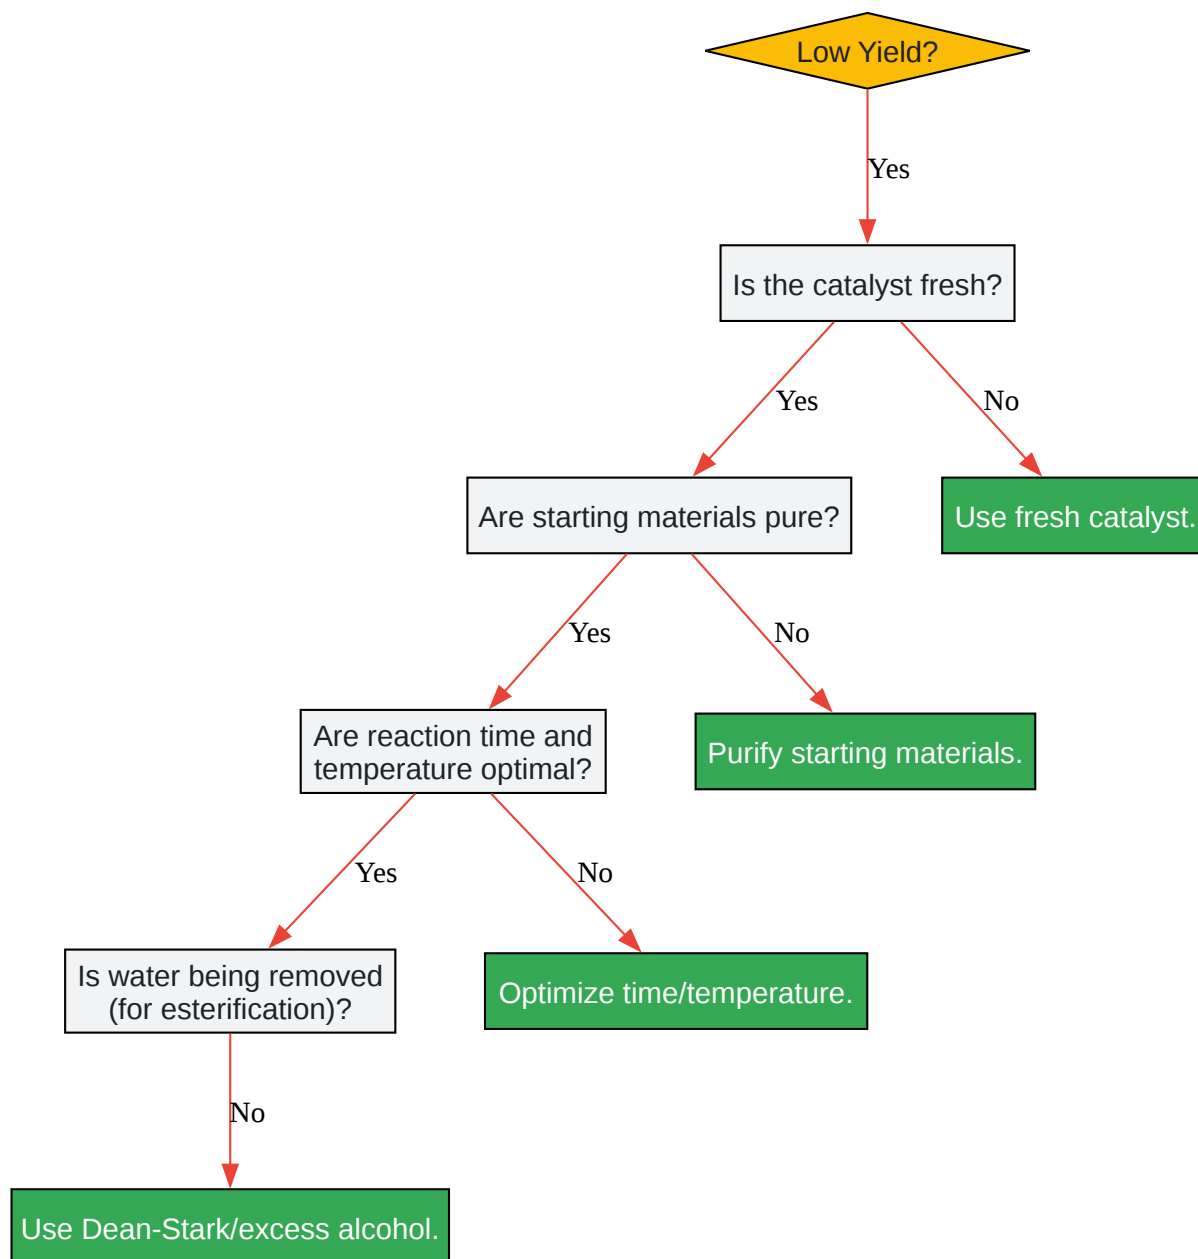 Low Yield?
Yes
Is the catalyst fresh?
Yes
No
Are starting materials pure?
Use fresh catalyst.
Yes
No
Are reaction time and
temperature optimal?
Purify starting materials.
Yes
No
Is water being removed
(for esterification)?
Optimize time/temperature.
No
Use Dean-Stark/excess alcohol.